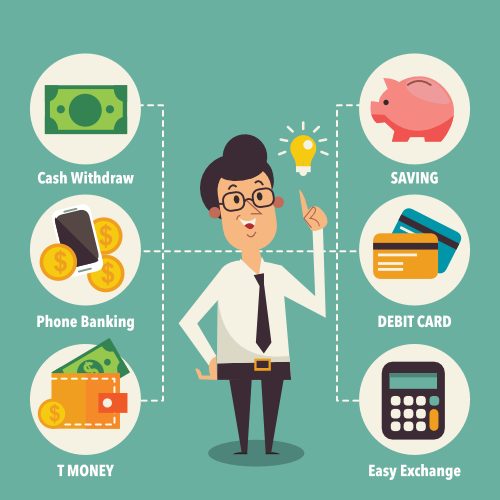 Cash Withdraw
SAVING
Phone Banking
DEBIT CARD
T MONEY
Easy Exchange
$
$
$
$
$